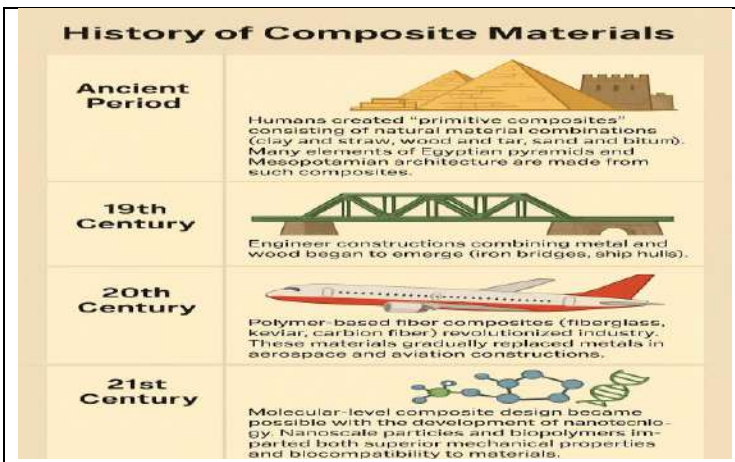 History of Composite Materials
Ancient
Period
Humans created “primitive composites”
consisting of natural material combinations
(clay and straw, wood and tar, sand and bitum).
Many elements of Egyptian pyramids and
Mesopotamian architecture are made from
such composites.
19th
Century
Engineer constructions combining metal and
wood began to emerge (iron bridges, ship hulls).
20th
Century
Polymer-based fiber composites (fiberglass,
kevlar, carbion fiber) revolutionized industry.
These materials gradually replaced metals in
aerospace and aviation constructions.
21st
Century
Molecular-level composite design became
possible with the development of nanotecnlo-
gy. Nanoscale particles and biopolymers im-
parted both superior mechanical properties
and biocompatibility to materials.